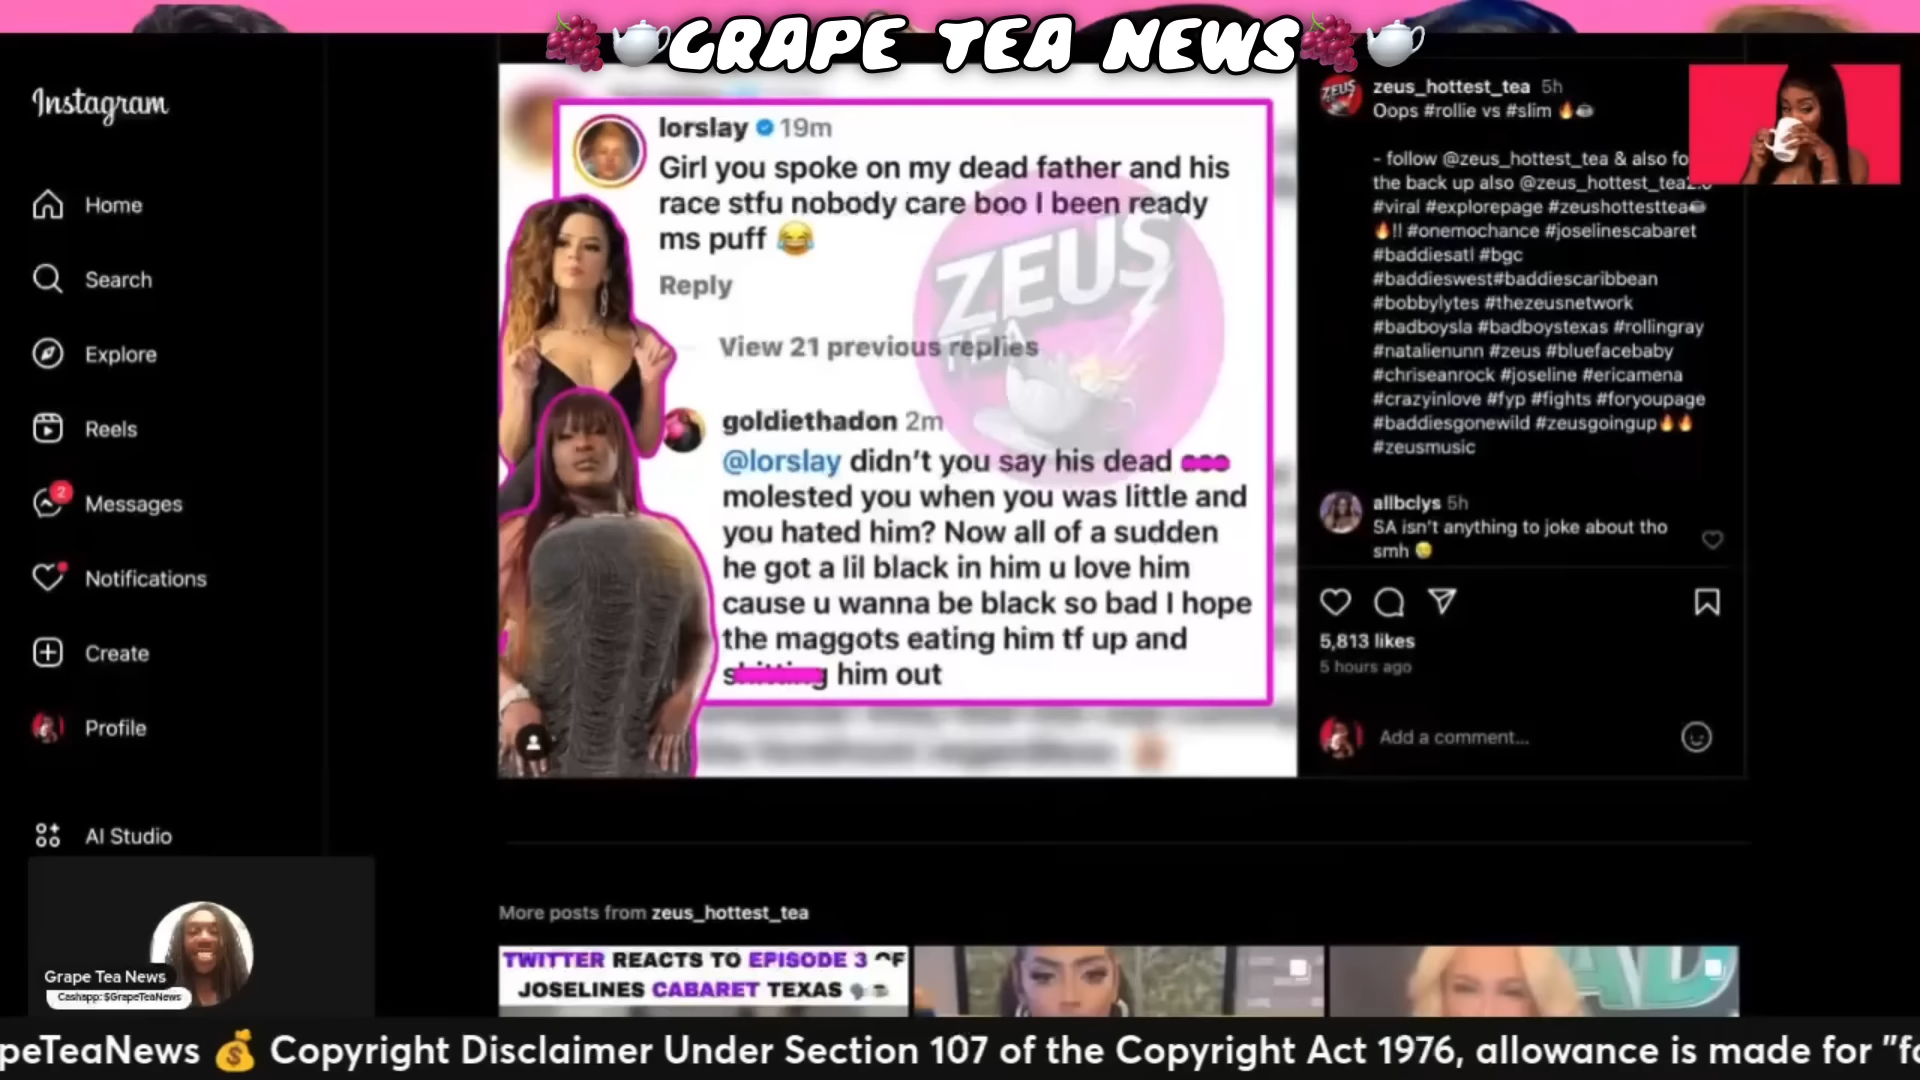 🍇🫖GRAPE TEA NEWS🍇🫖
Instagram
Home
Search
Explore
Reels
2
Messages
Notifications
Create
Profile
AI Studio
lorslay 19m
Girl you spoke on my dead father and his
race stfu nobody care boo I been ready
ms puff 😂
Reply
View 21 previous replies
goldiethadon 2m
@lorslay didn't you say his dead
molested you when you was little and
you hated him? Now all of a sudden
he got a lil black in him u love him
cause u wanna be black so bad I hope
the maggots eating him tf up and
him out
ZEUS
TEA
ZEUS
zeus_hottest_tea 5h
Oops #rollie vs #slim 🔥☕
- follow @zeus_hottest_tea & also fo
the back up also @zeus_hottest_tea2.0
#viral #explorepage #zeushottesttea☕
🔥!! #onemochance #joselinescabaret
#baddiesatl #bgc
#baddieswest#baddiescaribbean
#bobbylytes #thezeusnetwork
#badboysla #badboystexas #rollingray
#natalienunn #zeus #bluefacebaby
#chriseanrock #joseline #ericamena
#crazyinlove #fyp #fights #foryoupage
#baddiesgonewild #zeusgoingup🔥🔥
#zeusmusic
allbclys 5h
SA isn't anything to joke about tho
smh
5,813 likes
5 hours ago
Add a comment...
More posts from zeus_hottest_tea
TWITTER REACTS TO EPISODE 3 OF
JOSELINES CABARET TEXAS
AD
Grape Tea News
Cashapp: $GrapeTeaNews
peTeaNews 💰 Copyright Disclaimer Under Section 107 of the Copyright Act 1976, allowance is made for "fa